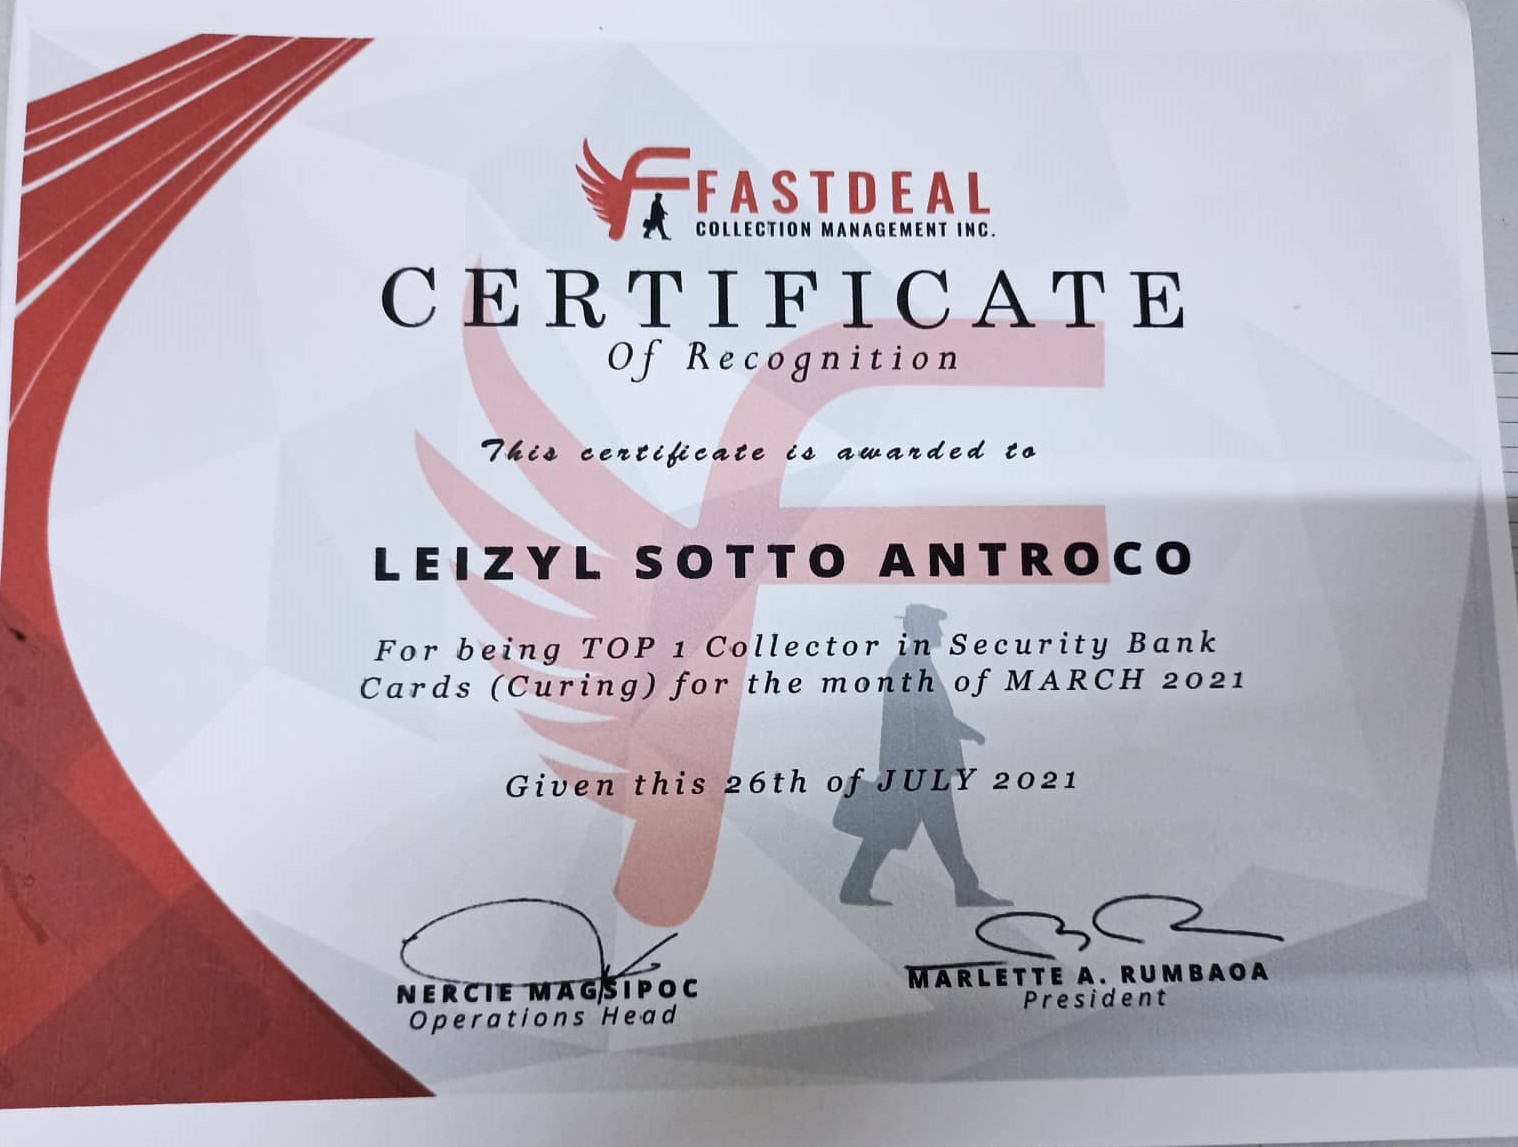 FASTDEAL
COLLECTION MANAGEMENT INC.
CERTIFICATE
Of Recognition
This certificate is awarded to
LEIZYL SOTTO ANTROCO
For being TOP 1 Collector in Security Bank
Cards (Curing) for the month of MARCH 2021
Given this 26th of JULY 2021
NERCIE MAGSIPOC
Operations Head
MARLETTE A. RUMBAOA
President